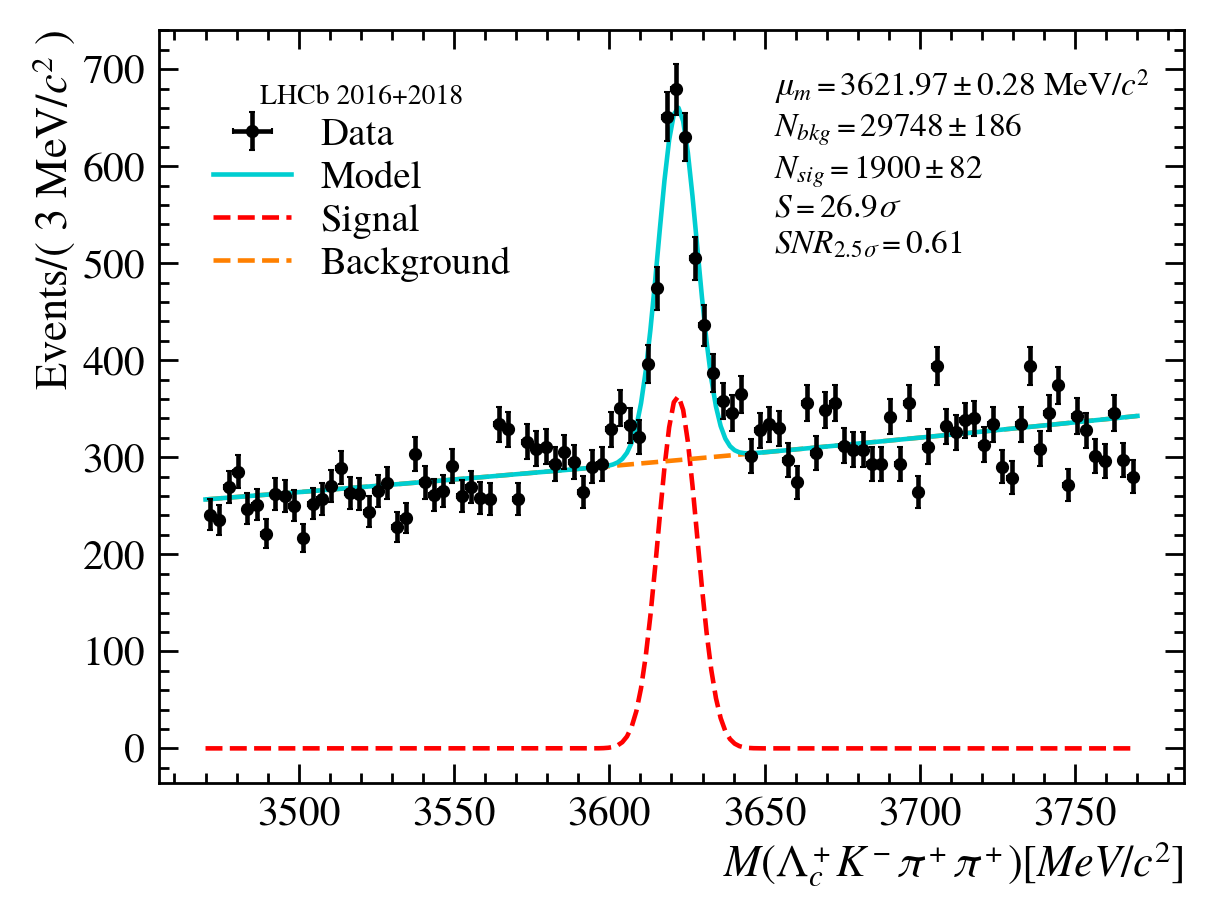 Events/( 3 MeV/c² )
700
600
500
400
300
200
100
0
LHCb 2016+2018
Data
Model
Signal
Background
μ_m = 3621.97 ± 0.28 MeV/c²
N_bkg = 29748 ± 186
N_sig = 1900 ± 82
S = 26.9σ
SNR_2.5σ = 0.61
3500 3550 3600 3650 3700 3750
M(Λ_c⁺K⁻π⁺π⁺)[MeV/c²]